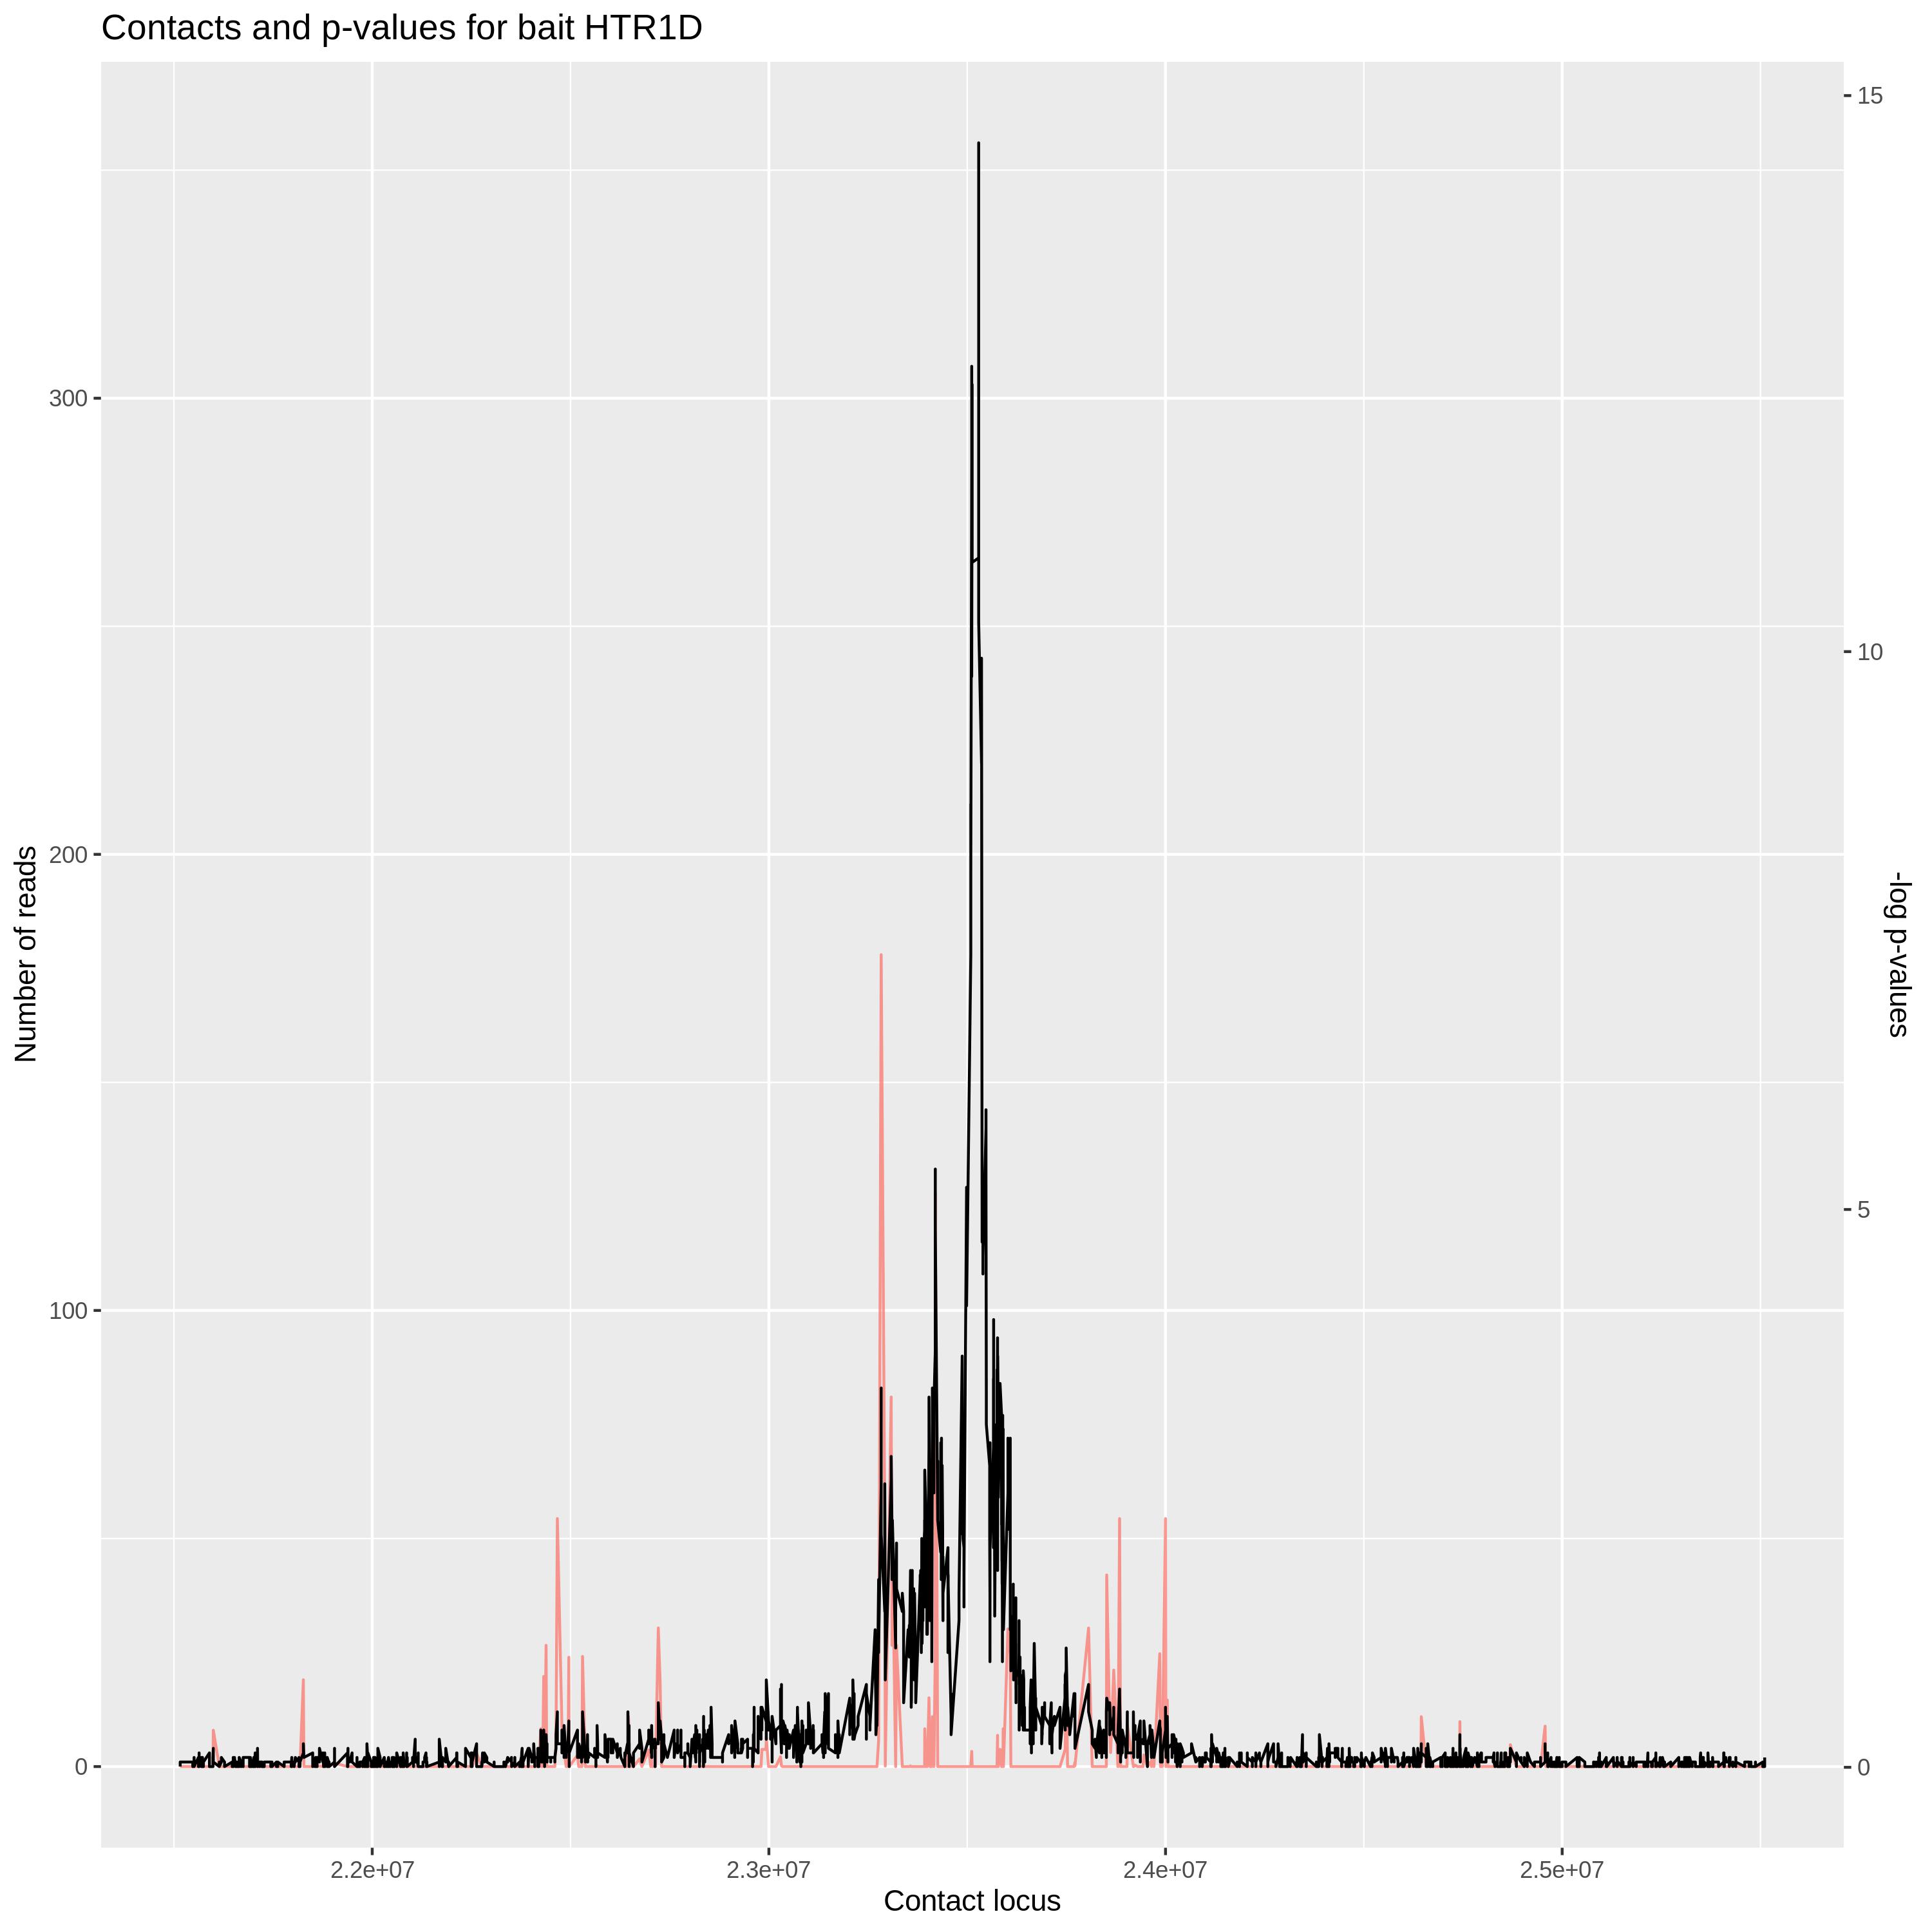 Contacts and p-values for bait HTR1D
15
300
10
200
Number of reads
-log p-values
5
100
0
0
2.2e+07
2.3e+07
2.4e+07
2.5e+07
Contact locus